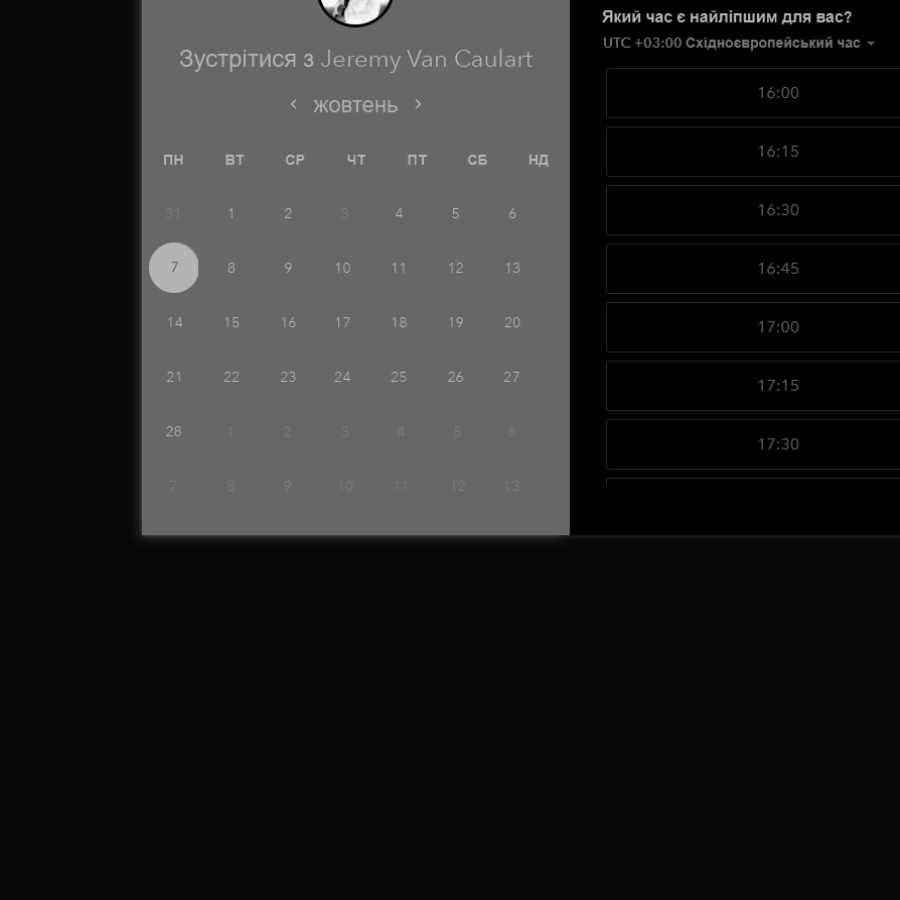 Зустрітися з Jeremy Van Caulart
жовтень
ПН ВТ СР ЧТ ПТ СБ НД
31 1 2 3 4 5 6
7 8 9 10 11 12 13
14 15 16 17 18 19 20
21 22 23 24 25 26 27
28 1 2 3 4 5 6
7 8 9 10 11 12 13
Який час є найліпшим для вас?
UTC +03:00 Східноєвропейський час
16:00
16:15
16:30
16:45
17:00
17:15
17:30